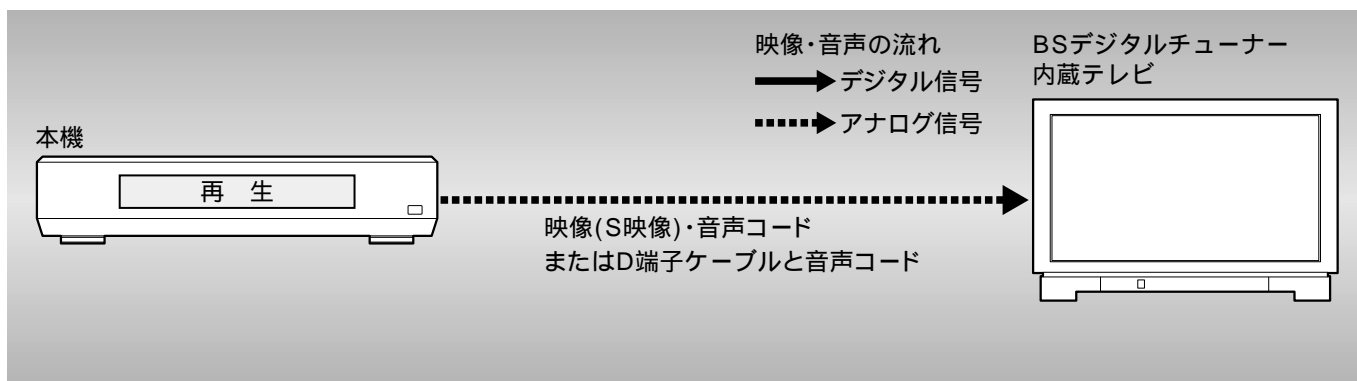 映像・音声の流れ
デジタル信号
アナログ信号
BSデジタルチューナー
内蔵テレビ
本機
再 生
映像(S映像)・音声コード
またはD端子ケーブルと音声コード